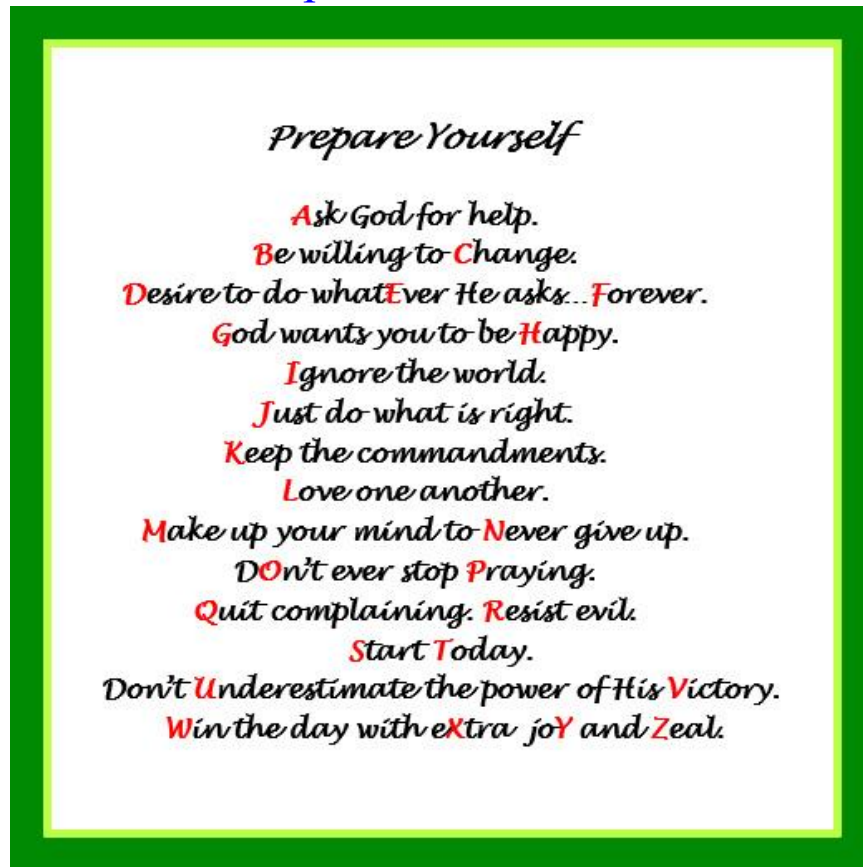 Prepare Yourself
Ask God for help.
Be willing to Change.
Desire to do whatEver He asks...Forever.
God wants you to be Happy.
Ignore the world.
Just do what is right.
Keep the commandments.
Love one another.
Make up your mind to Never give up.
DOn't ever stop Praying.
Quit complaining. Resist evil.
Start Today.
Don't Underestimate the power of His Victory.
Win the day with eXtra joY and Zeal.